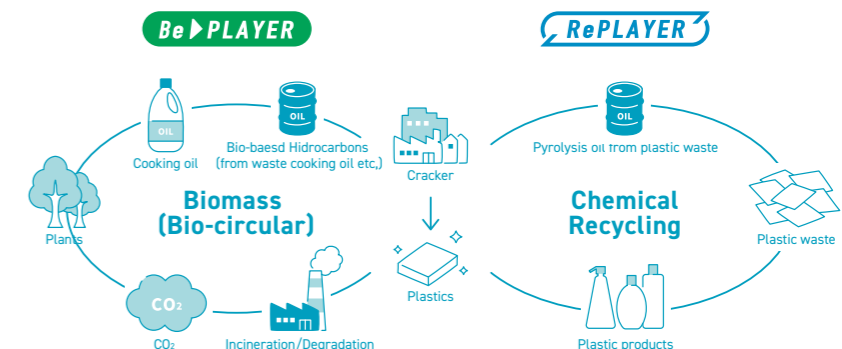 Be PLAYER
RePLAYER
OIL
OIL
OIL
Cooking oil
Bio-baesd Hidrocarbons
(from waste cooking oil etc,)
Cracker
Pyrolysis oil from plastic waste
Biomass
(Bio-circular)
Chemical
Recycling
Plants
Plastic waste
Plastics
CO₂
CO₂
Incineration/Degradation
Plastic products